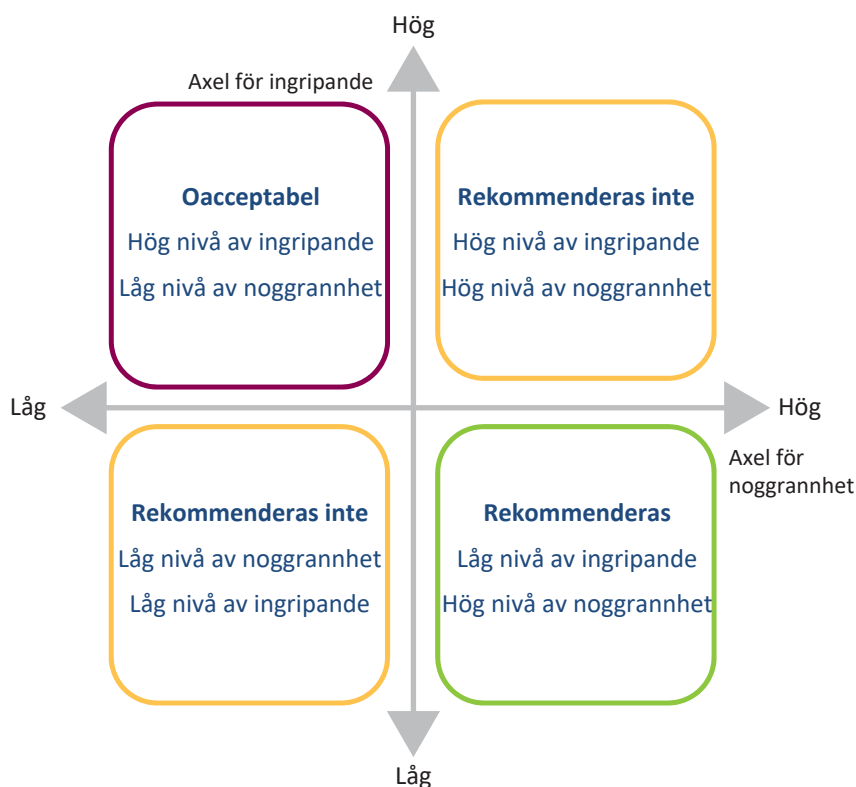 Hög
Axel för ingripande
Oacceptabel
Hög nivå av ingripande
Låg nivå av noggrannhet
Rekommenderas inte
Hög nivå av ingripande
Hög nivå av noggrannhet
Låg
Hög
Axel för
noggrannhet
Rekommenderas inte
Låg nivå av noggrannhet
Låg nivå av ingripande
Rekommenderas
Låg nivå av ingripande
Hög nivå av noggrannhet
Låg